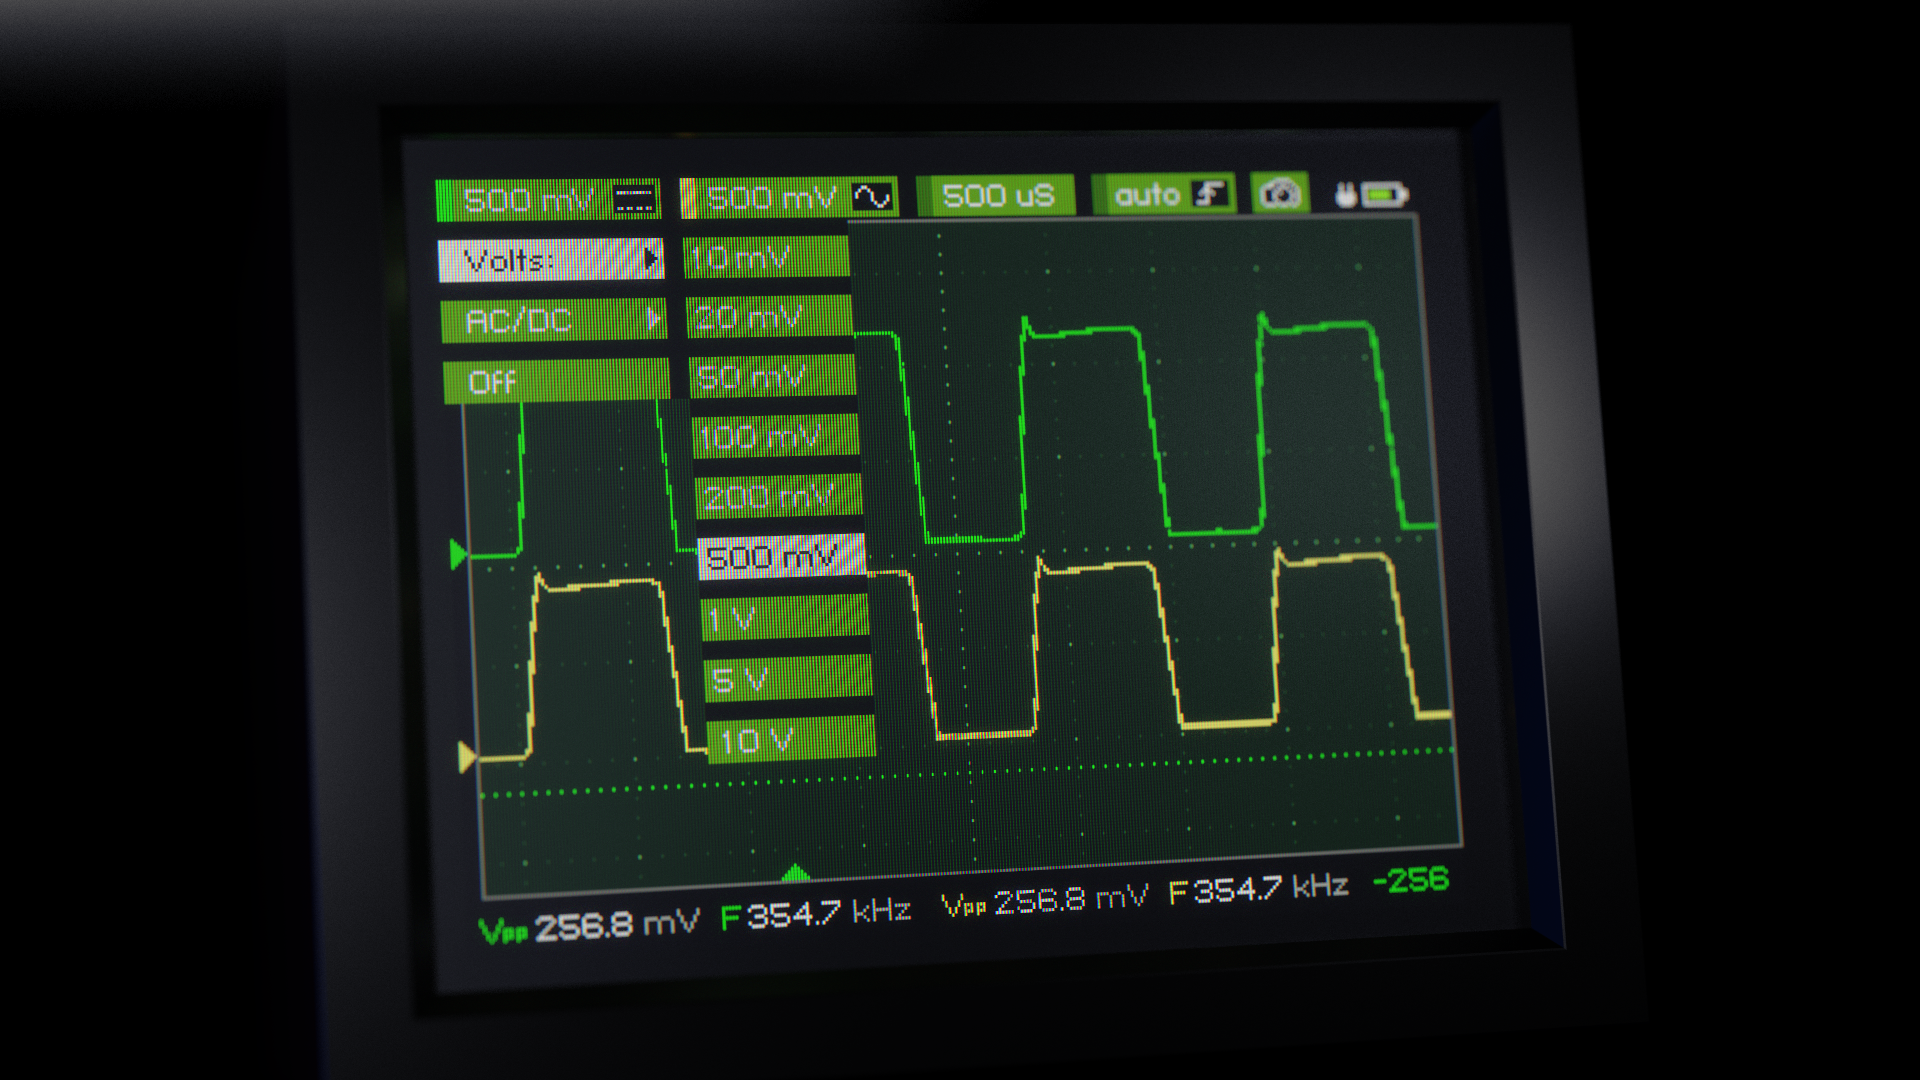 500 mV 500 mV 500 uS auto
Volts:
AC/DC
Off
10 mV
20 mV
50 mV
100 mV
200 mV
500 mV
1 V
5 V
10 V
Vpp 256.8 mV F 354.7 kHz Vpp 256.8 mV F 354.7 kHz -256